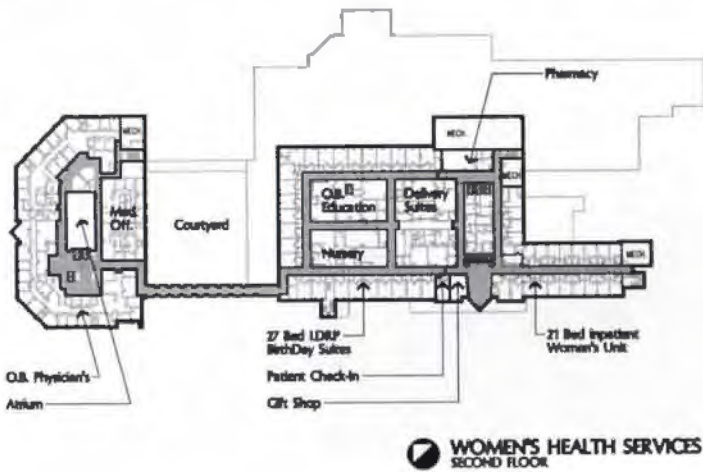 Pharmacy
MECH.
MECH.
MECH.
O.B.
Education
Delivery
Suites
Med.
Off.
Courtyard
Nursery
MECH.
27 Bed LDRP
BirthDay Suites
21 Bed Inpatient
Women's Unit
O.B. Physician's
Patient Check-In
Atrium
Gift Shop
WOMEN'S HEALTH SERVICES
SECOND FLOOR